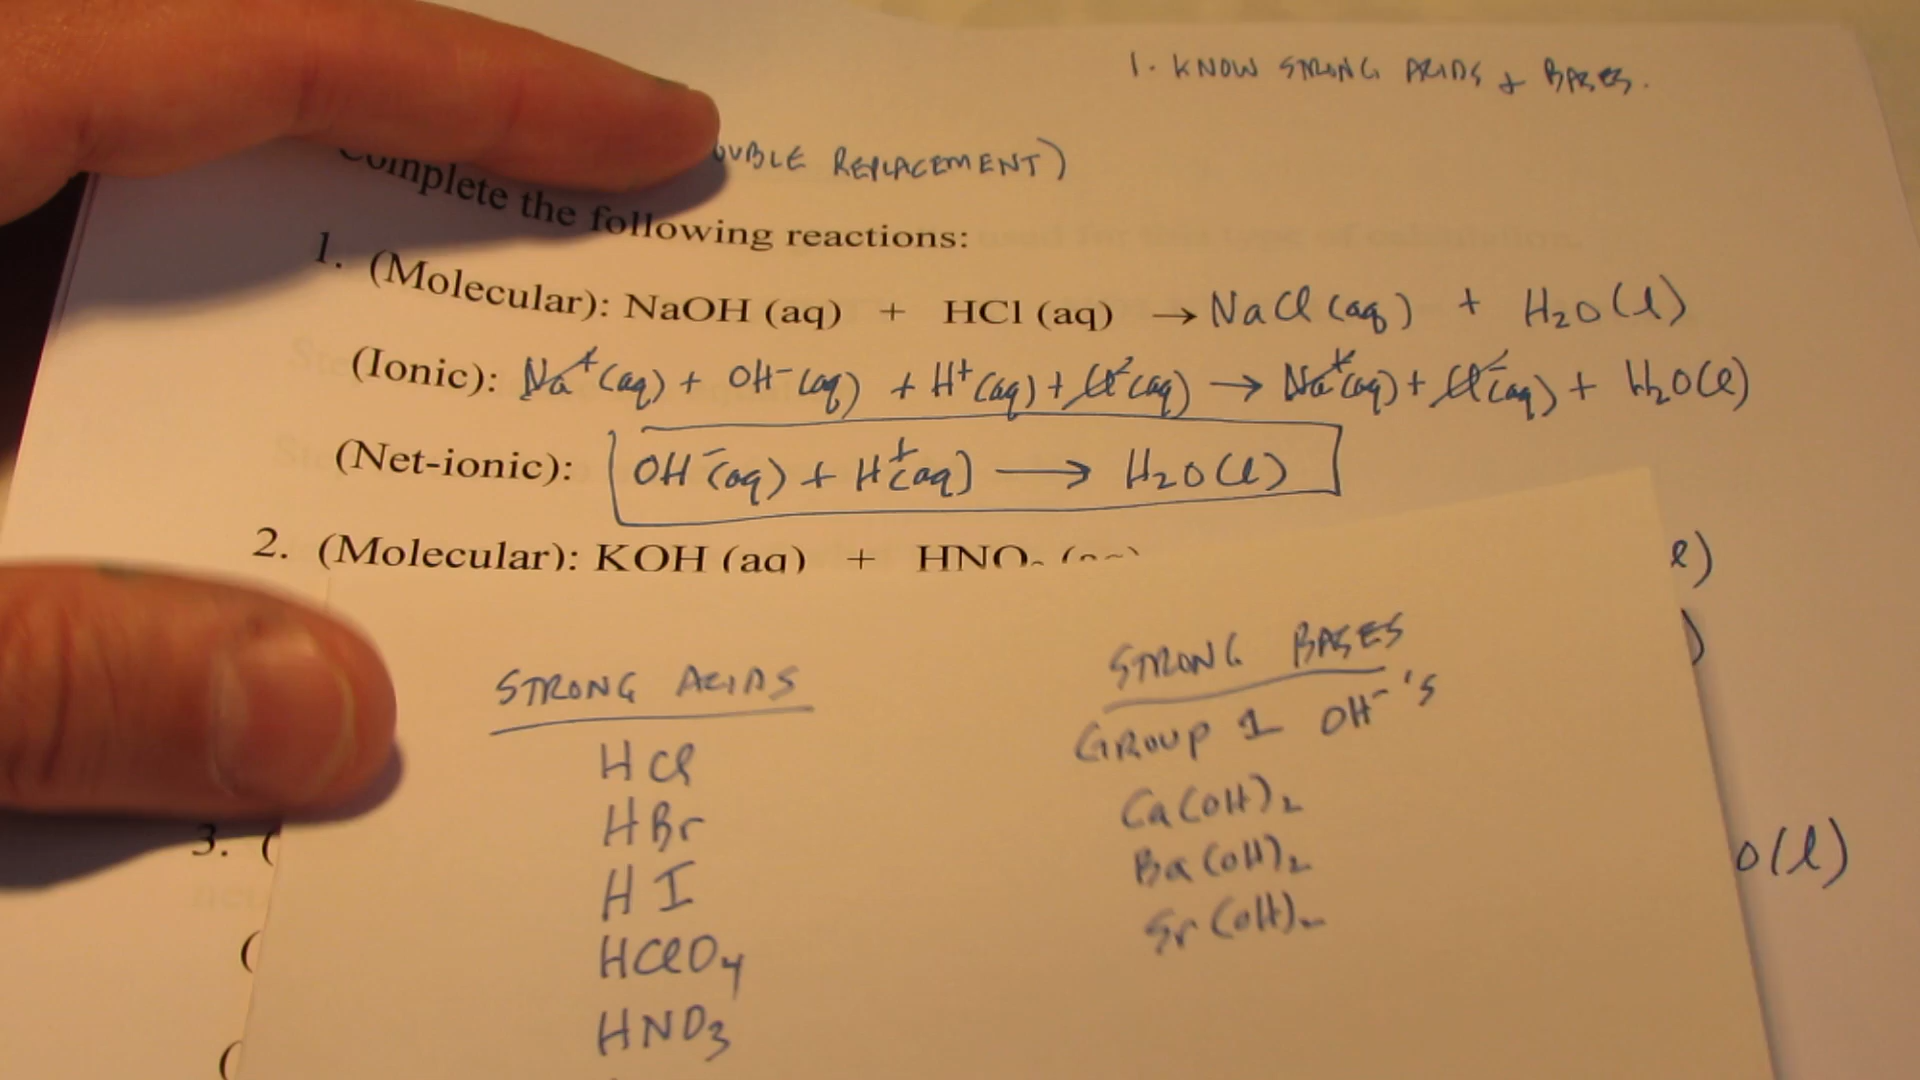 1. KNOW STRONG ACIDS + BASES.
OUBLE REPLACEMENT)
Complete the following reactions:
1. (Molecular): NaOH (aq) + HCl (aq) → NaCl (aq) + H₂O (l)
(Ionic): Na⁺(aq) + OH⁻(aq) + H⁺(aq) + Cl⁻(aq) → Na⁺(aq) + Cl⁻(aq) + H₂O(l)
(Net-ionic): OH⁻(aq) + H⁺(aq) → H₂O(l)
2. (Molecular): KOH (aq) + HNO l)
)
STRONG ACIDS
HCl
HBr
HI
HClO₄
HNO₃
STRONG BASES
GROUP 1 OH⁻'s
Ca(OH)₂
Ba(OH)₂
Sr(OH)₂
3. ( O(l)
(
(